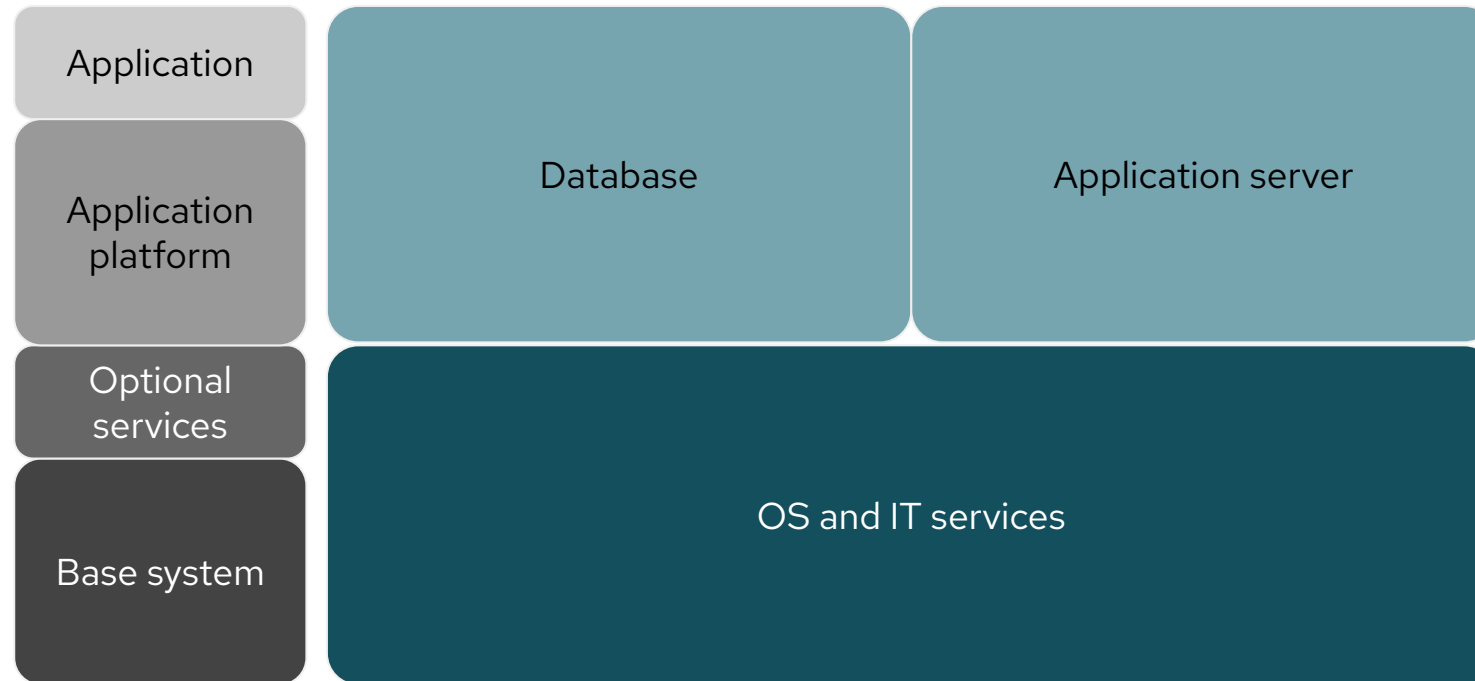 Application
Application
platform
Optional
services
Base system
Database
Application server
OS and IT services